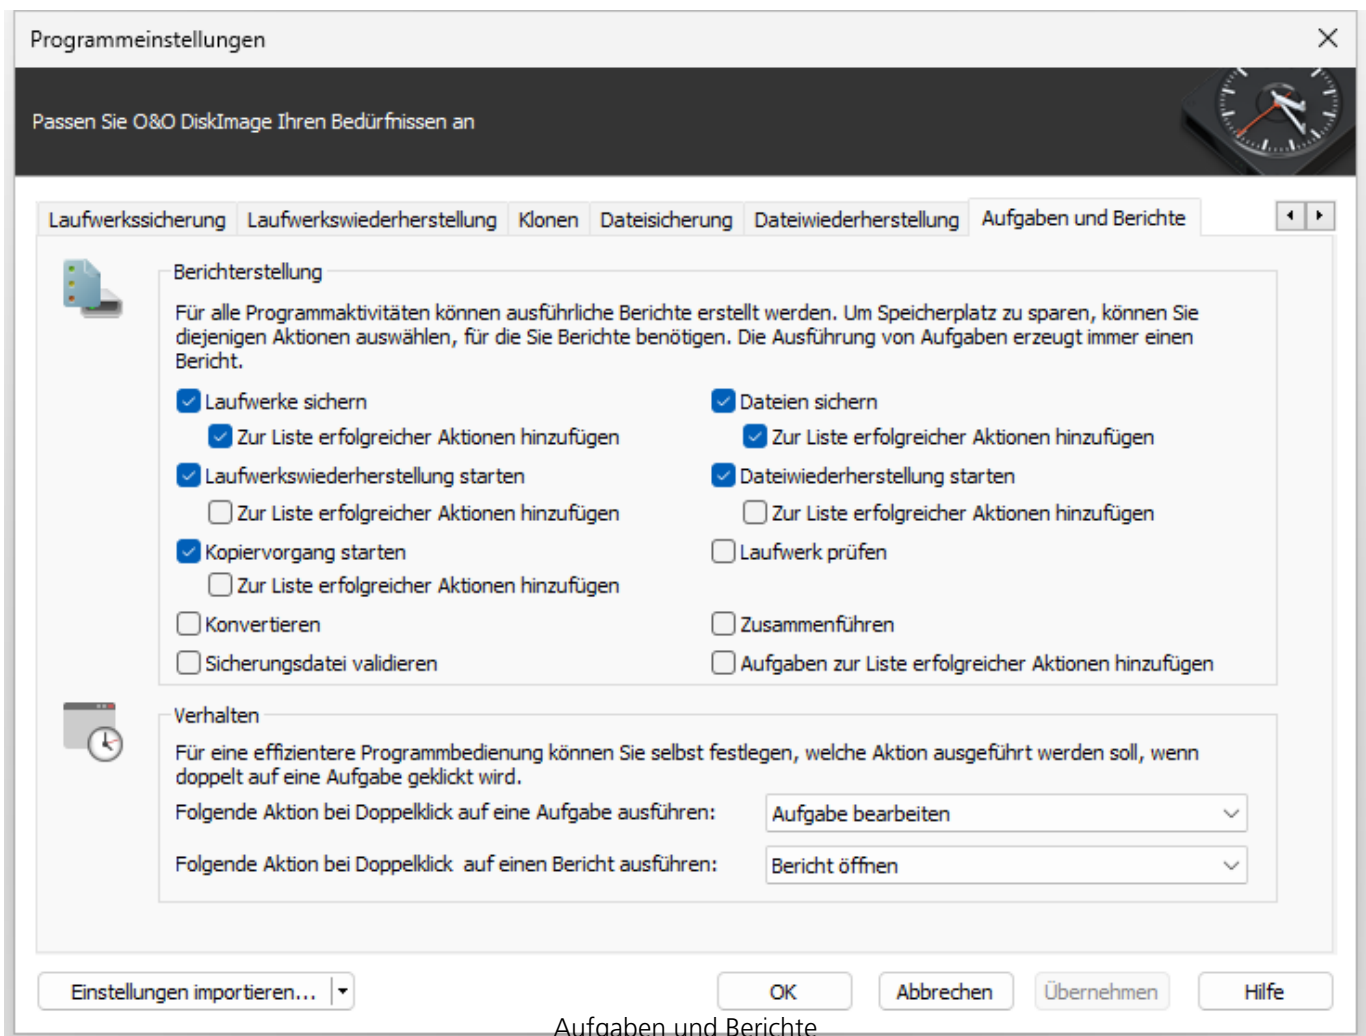 Programmeinstellungen
Passen Sie O&O DiskImage Ihren Bedürfnissen an
Laufwerkssicherung Laufwerkswiederherstellung Klonen Dateisicherung Dateiwiederherstellung Aufgaben und Berichte
Berichterstellung
Für alle Programmaktivitäten können ausführliche Berichte erstellt werden. Um Speicherplatz zu sparen, können Sie
diejenigen Aktionen auswählen, für die Sie Berichte benötigen. Die Ausführung von Aufgaben erzeugt immer einen
Bericht.
Laufwerke sichern Dateien sichern
Zur Liste erfolgreicher Aktionen hinzufügen Zur Liste erfolgreicher Aktionen hinzufügen
Laufwerkswiederherstellung starten Dateiwiederherstellung starten
Zur Liste erfolgreicher Aktionen hinzufügen Zur Liste erfolgreicher Aktionen hinzufügen
Kopiervorgang starten Laufwerk prüfen
Zur Liste erfolgreicher Aktionen hinzufügen
Konvertieren Zusammenführen
Sicherungsdatei validieren Aufgaben zur Liste erfolgreicher Aktionen hinzufügen
Verhalten
Für eine effizientere Programmbedienung können Sie selbst festlegen, welche Aktion ausgeführt werden soll, wenn
doppelt auf eine Aufgabe geklickt wird.
Folgende Aktion bei Doppelklick auf eine Aufgabe ausführen: Aufgabe bearbeiten
Folgende Aktion bei Doppelklick auf einen Bericht ausführen: Bericht öffnen
Einstellungen importieren... OK Abbrechen Übernehmen Hilfe
Aufgaben und Berichte